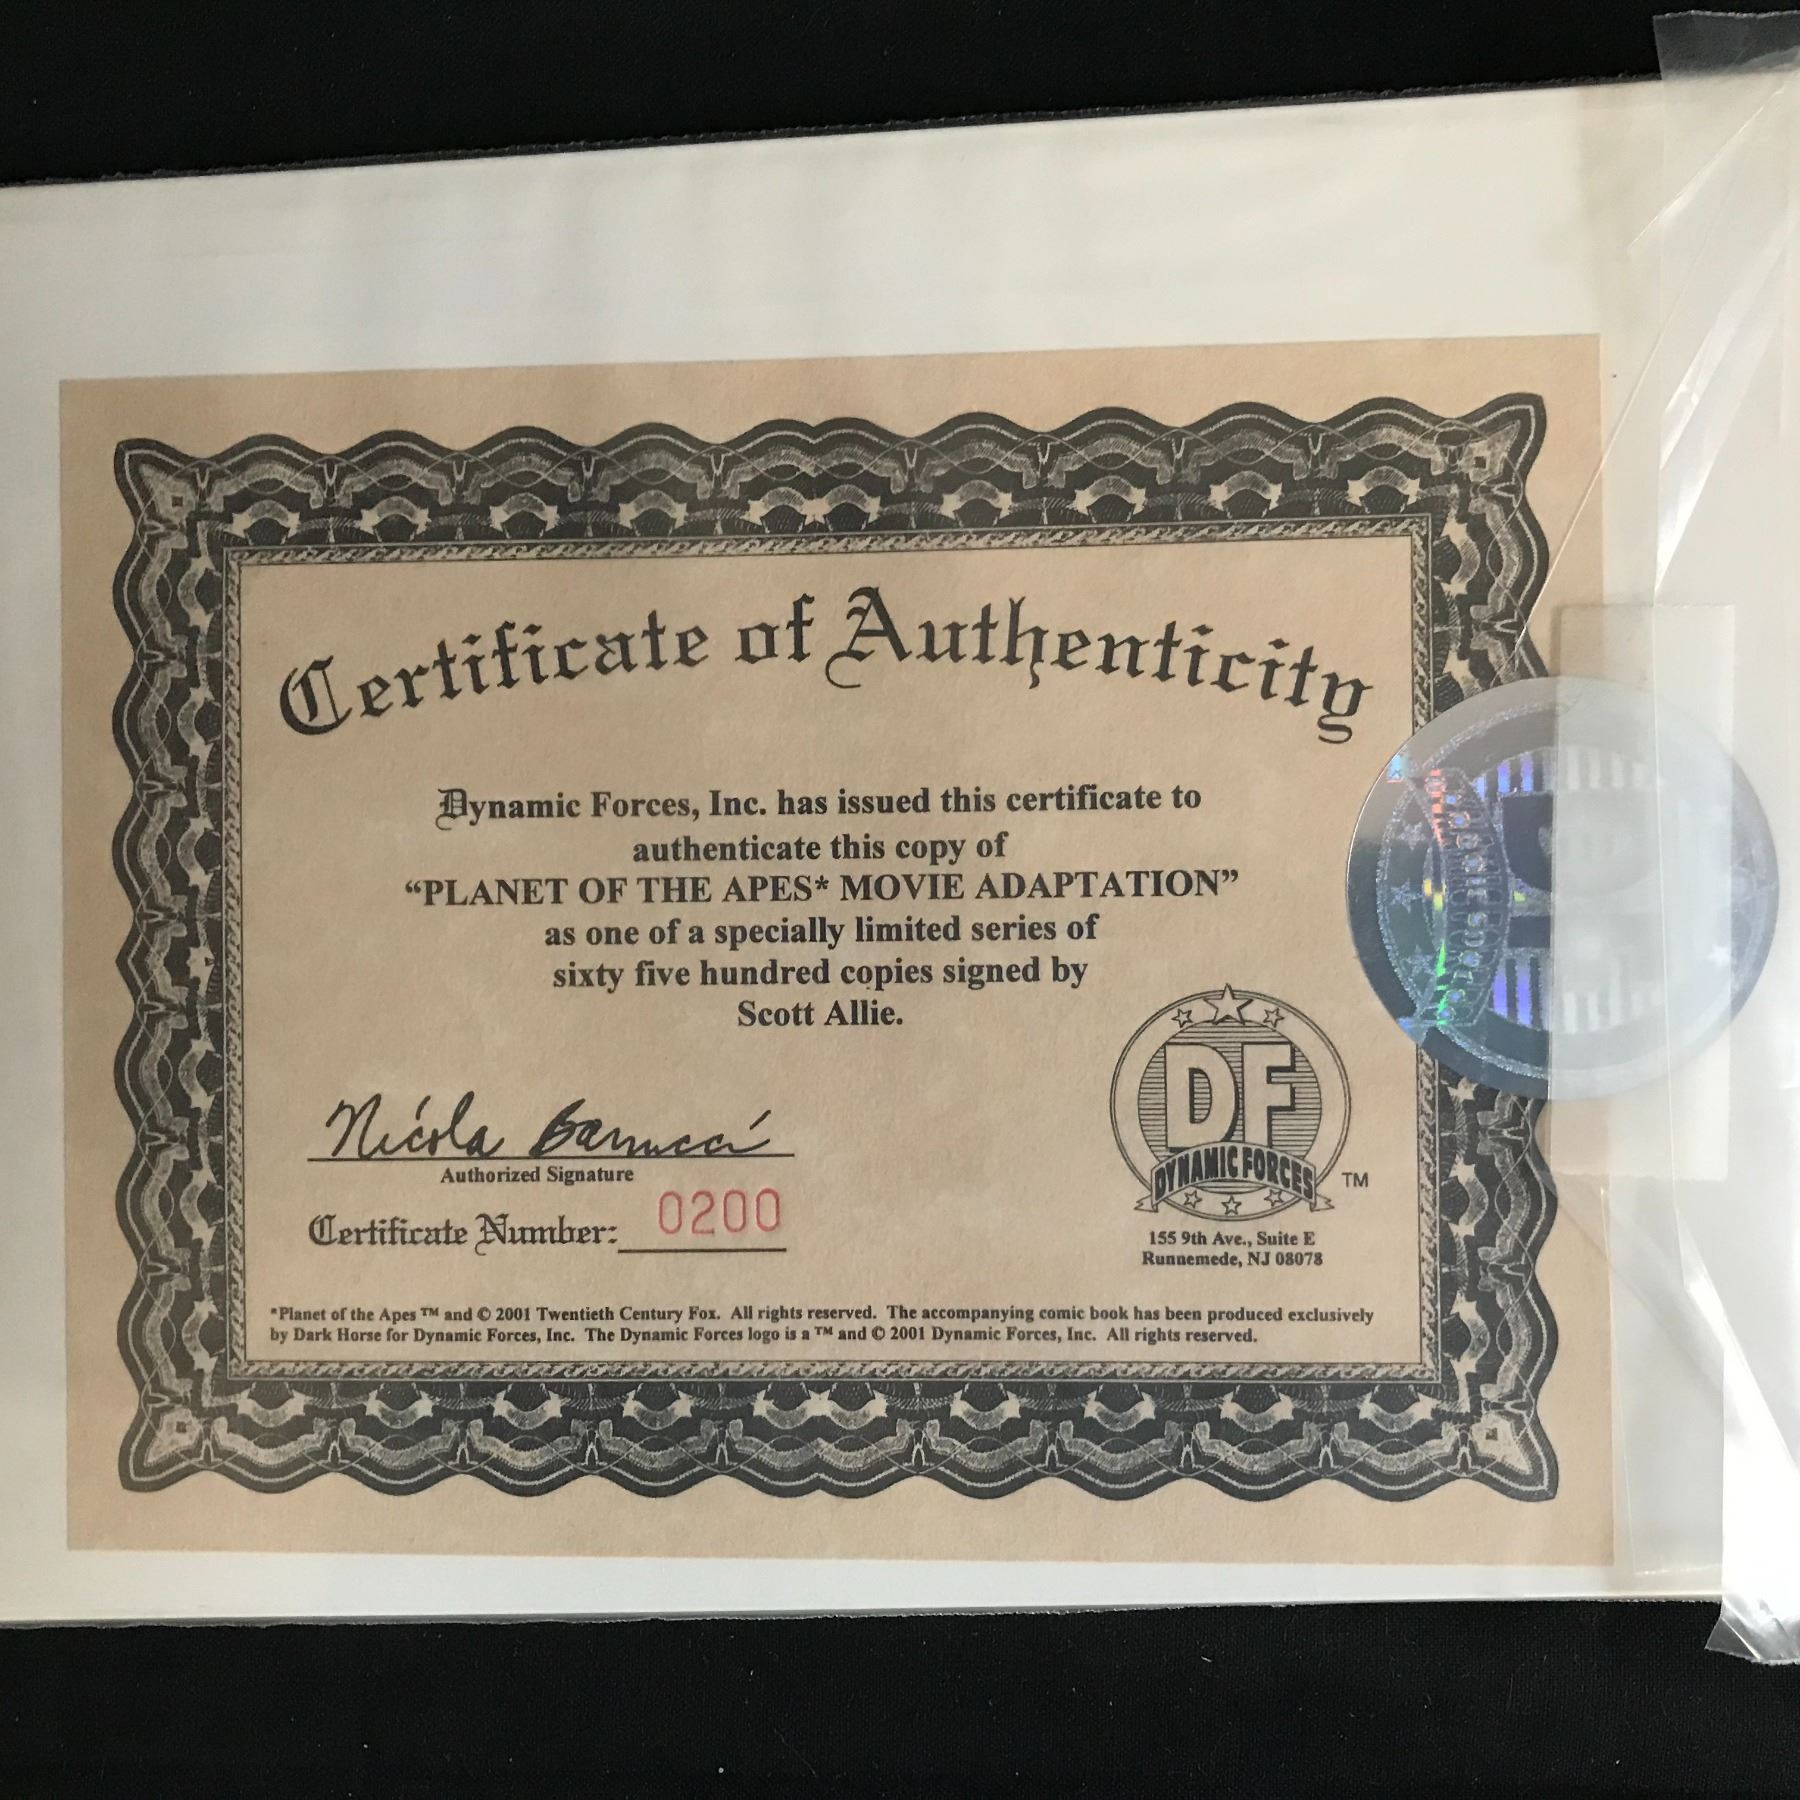 Certificate of Authenticity
Dynamic Forces, Inc. has issued this certificate to
authenticate this copy of
“PLANET OF THE APES* MOVIE ADAPTATION”
as one of a specially limited series of
sixty five hundred copies signed by
Scott Allie.
Nicola Barrucci
Authorized Signature
Certificate Number: 0200
DF
DYNAMIC FORCES
TM
155 9th Ave., Suite E
Runnemede, NJ 08078
*Planet of the Apes ™ and © 2001 Twentieth Century Fox. All rights reserved. The accompanying comic book has been produced exclusively
by Dark Horse for Dynamic Forces, Inc. The Dynamic Forces logo is a ™ and © 2001 Dynamic Forces, Inc. All rights reserved.